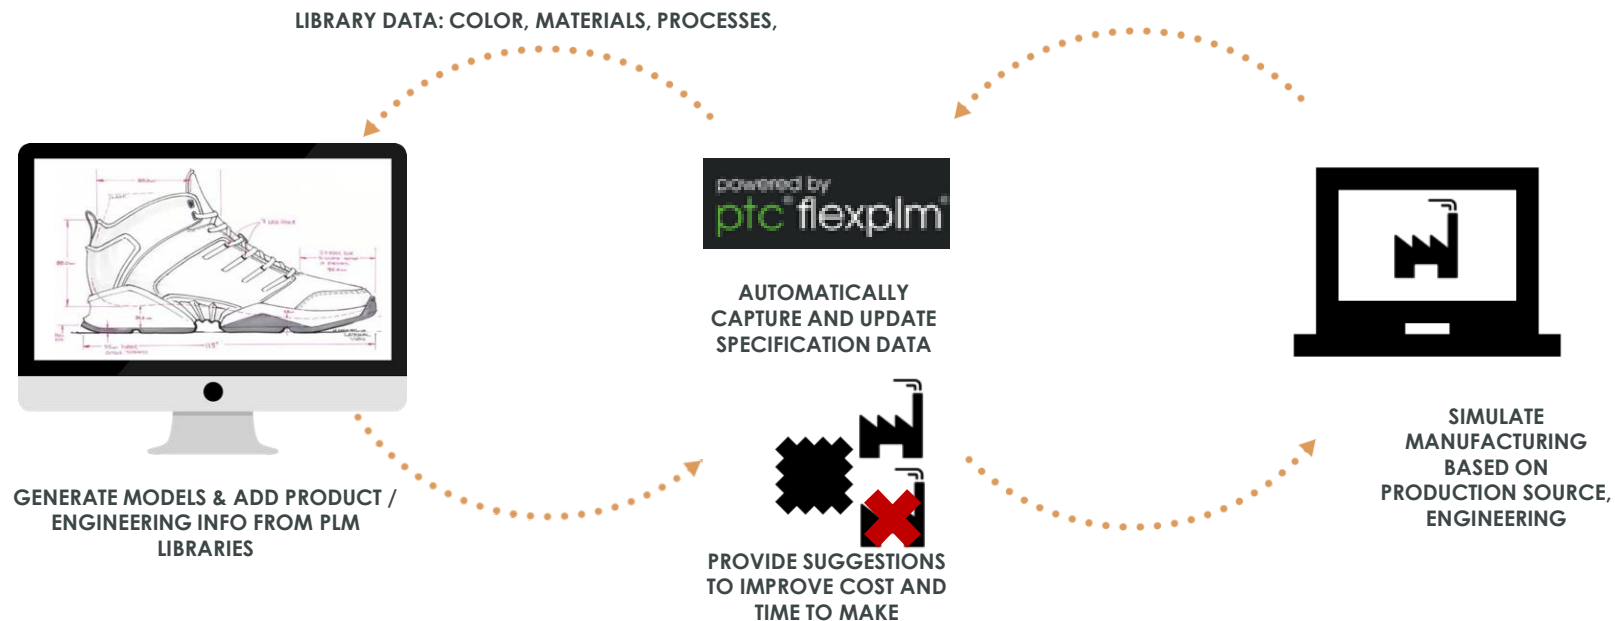 LIBRARY DATA: COLOR, MATERIALS, PROCESSES,
powered by
ptc flexplm
AUTOMATICALLY
CAPTURE AND UPDATE
SPECIFICATION DATA
GENERATE MODELS & ADD PRODUCT /
ENGINEERING INFO FROM PLM
LIBRARIES
PROVIDE SUGGESTIONS
TO IMPROVE COST AND
TIME TO MAKE
SIMULATE
MANUFACTURING
BASED ON
PRODUCTION SOURCE,
ENGINEERING